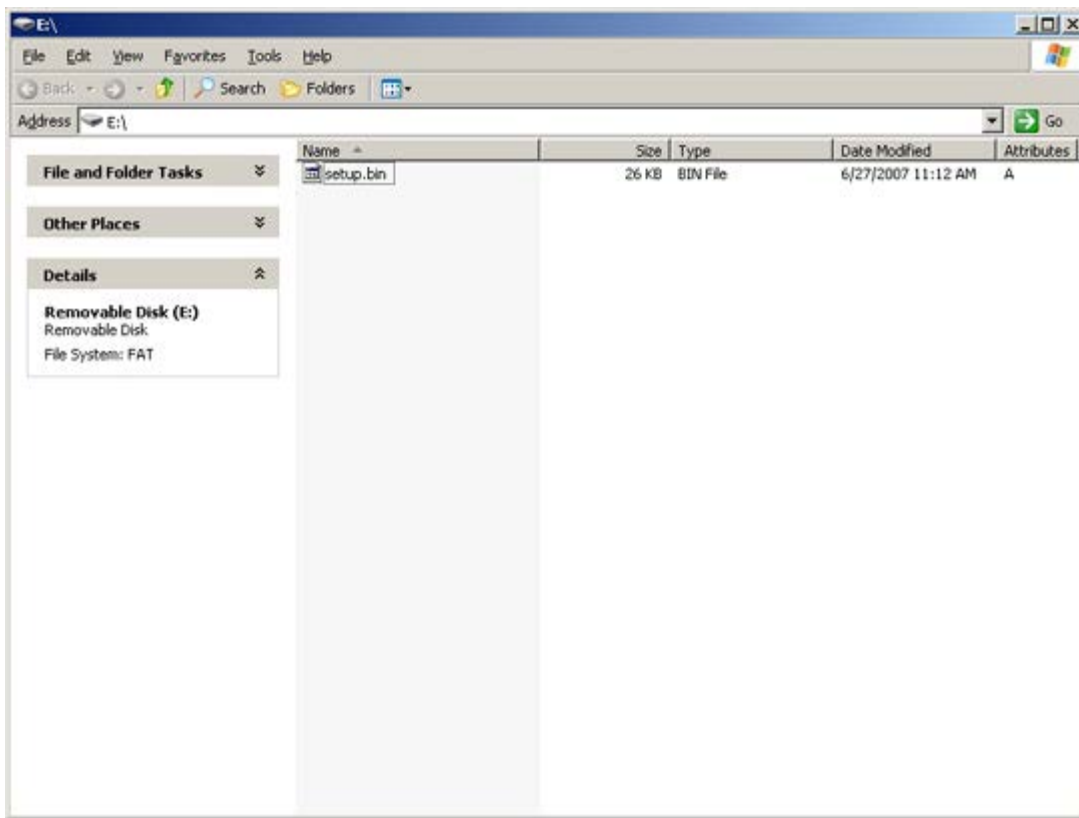 E:\
File Edit View Favorites Tools Help
Back Search Folders
Address E:\ Go
Name Size Type Date Modified Attributes
setup.bin 26 KB BIN File 6/27/2007 11:12 AM A
File and Folder Tasks
Other Places
Details
Removable Disk (E:)
Removable Disk
File System: FAT